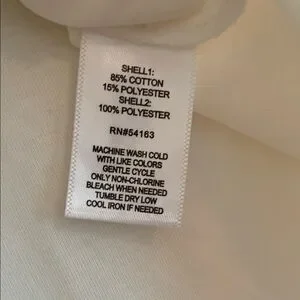 SHELL1:
85% COTTON
15% POLYESTER
SHELL2:
100% POLYESTER
RN#54163
MACHINE WASH COLD
WITH LIKE COLORS
GENTLE CYCLE
ONLY NON-CHLORINE
BLEACH WHEN NEEDED
TUMBLE DRY LOW
COOL IRON IF NEEDED